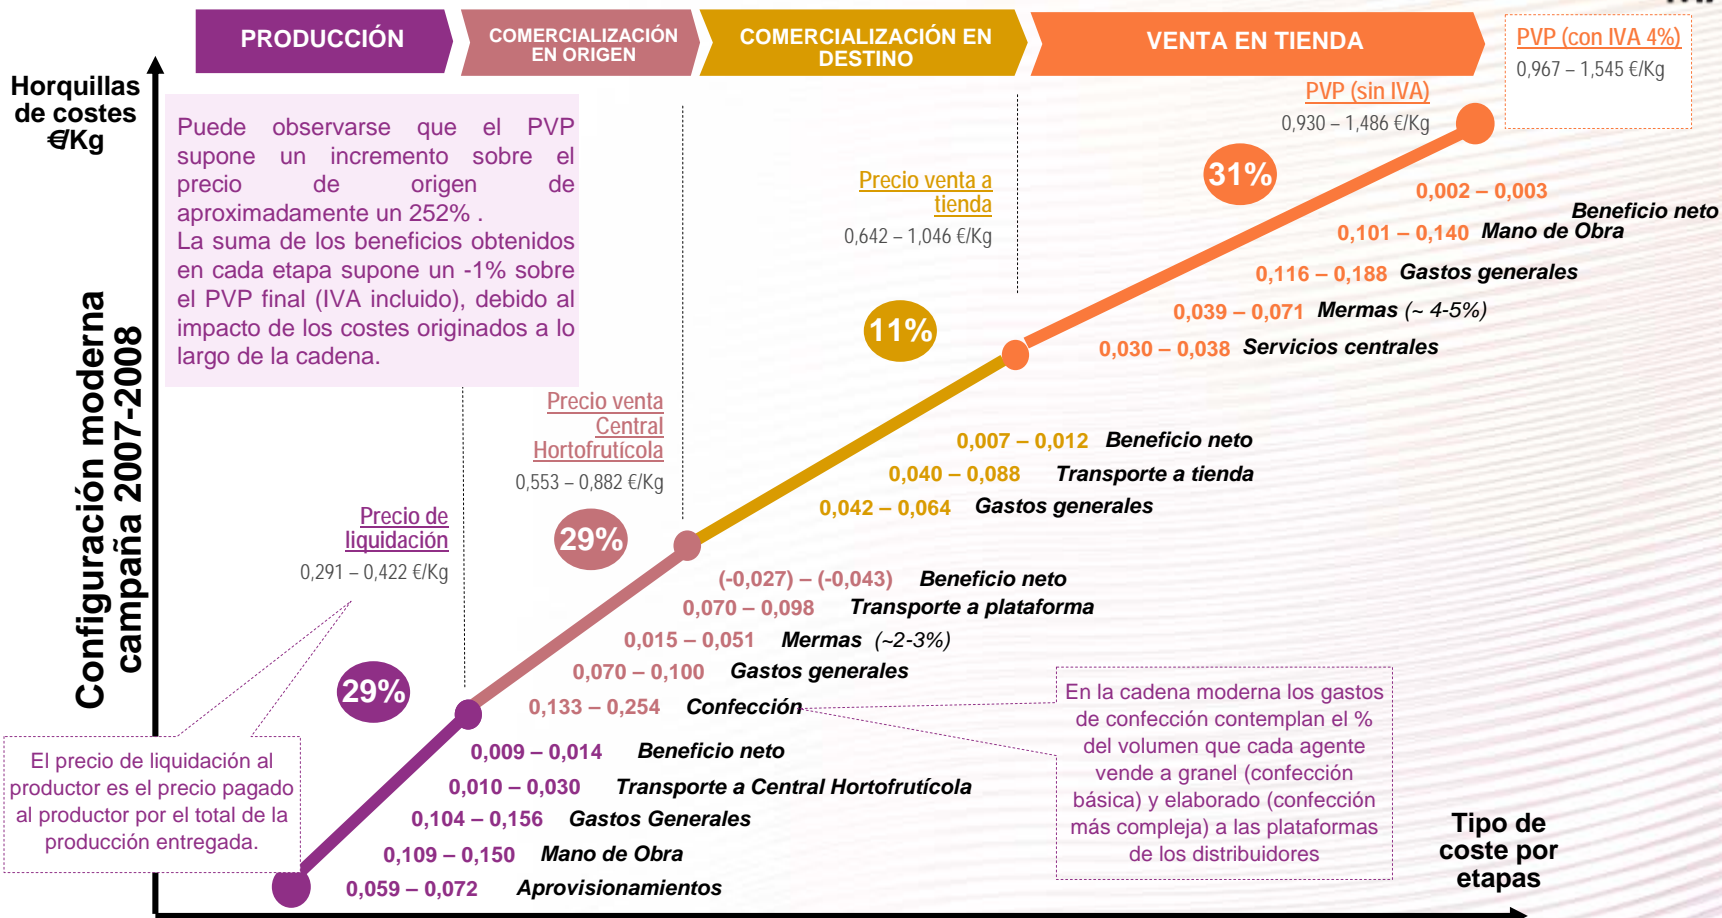 PRODUCCIÓN
COMERCIALIZACIÓN
EN ORIGEN
COMERCIALIZACIÓN EN
DESTINO
VENTA EN TIENDA
PVP (con IVA 4%)
0,967 – 1,545 €/Kg
Horquillas
de costes
€/Kg
Puede observarse que el PVP
supone un incremento sobre el
precio de origen de
aproximadamente un 252% .
La suma de los beneficios obtenidos
en cada etapa supone un -1% sobre
el PVP final (IVA incluido), debido al
impacto de los costes originados a lo
largo de la cadena.
PVP (sin IVA)
0,930 – 1,486 €/Kg
31%
Precio venta a
tienda
0,642 – 1,046 €/Kg
11%
0,002 – 0,003
Beneficio neto
0,101 – 0,140 Mano de Obra
0,116 – 0,188 Gastos generales
0,039 – 0,071 Mermas (~ 4-5%)
0,030 – 0,038 Servicios centrales
Configuración moderna
campaña 2007-2008
Precio venta
Central
Hortofrutícola
0,553 – 0,882 €/Kg
29%
0,007 – 0,012 Beneficio neto
0,040 – 0,088 Transporte a tienda
0,042 – 0,064 Gastos generales
Precio de
liquidación
0,291 – 0,422 €/Kg
29%
(-0,027) – (-0,043) Beneficio neto
0,070 – 0,098 Transporte a plataforma
0,015 – 0,051 Mermas (~2-3%)
0,070 – 0,100 Gastos generales
0,133 – 0,254 Confección
0,009 – 0,014 Beneficio neto
0,010 – 0,030 Transporte a Central Hortofrutícola
0,104 – 0,156 Gastos Generales
0,109 – 0,150 Mano de Obra
0,059 – 0,072 Aprovisionamientos
El precio de liquidación al
productor es el precio pagado
al productor por el total de la
producción entregada.
En la cadena moderna los gastos
de confección contemplan el %
del volumen que cada agente
vende a granel (confección
básica) y elaborado (confección
más compleja) a las plataformas
de los distribuidores
Tipo de
coste por
etapas